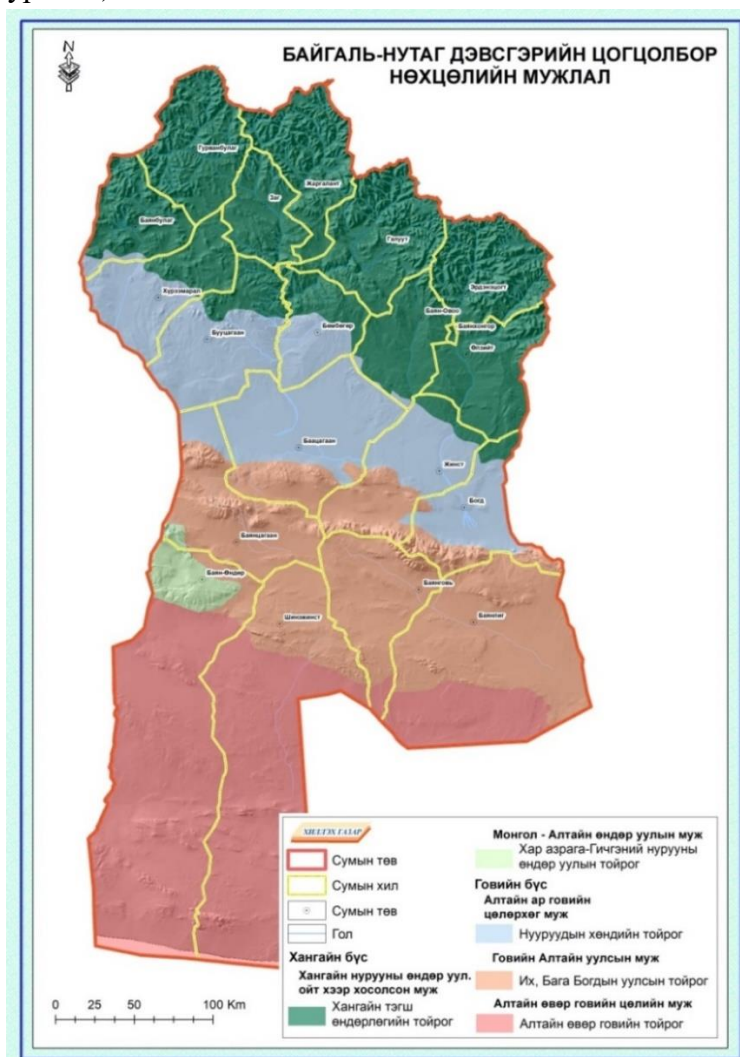 БАЙГАЛЬ-НУТАГ ДЭВСГЭРИЙН ЦОГЦОЛБОР
НӨХЦӨЛИЙН МУЖЛАЛ
N
Гурванбулаг
Жаргалант
Заг
Баянбулаг
Галуут
Эрдэнэцогт
Хүрээмарал
Баян-Овоо
Баянхонгор
Бөмбөгөр
Бууцагаан
Өлзийт
Баацагаан
Жинст
Богд
Баянцагаан
Баян-Өндөр
Баянговь
Шинэжинст
Баянлиг
Сумын төв
Сумын хил
Сумын төв
Гол
Хангайн бүс
Хангайн нурууны өндөр уул.
ойт хээр хосолсон муж
Хангайн тэгш
өндөрлөгийн тойрог
Монгол - Алтайн өндөр уулын муж
Хар азрага-Гичгэний нурууны
өндөр уулын тойрог
Говийн бүс
Алтайн ар говийн
цөлөрхөг муж
Нууруудын хөндийн тойрог
Говийн Алтайн уулсын муж
Их, Бага Богдын уулсын тойрог
Алтайн өвөр говийн цөлийн муж
Алтайн өвөр говийн тойрог
0 25 50 100 Km